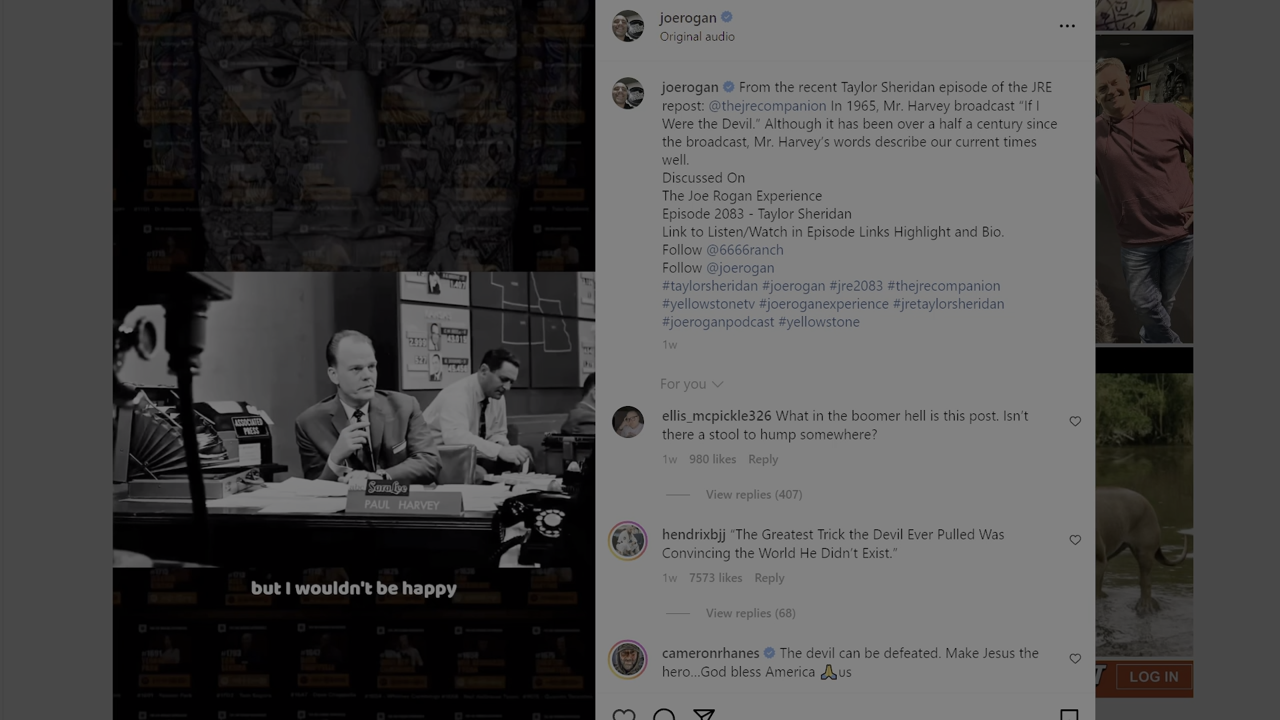 joerogan
Original audio
joerogan From the recent Taylor Sheridan episode of the JRE
repost: @thejrecompanion In 1965, Mr. Harvey broadcast “If I
Were the Devil.” Although it has been over a half a century since
the broadcast, Mr. Harvey’s words describe our current times
well.
Discussed On
The Joe Rogan Experience
Episode 2083 - Taylor Sheridan
Link to Listen/Watch in Episode Links Highlight and Bio.
Follow @6666ranch
Follow @joerogan
#taylorsheridan #joerogan #jre2083 #thejrecompanion
#yellowstonetv #joeroganexperience #jretaylorsheridan
#joeroganpodcast #yellowstone
1w
For you
ellis_mcpickle326 What in the boomer hell is this post. Isn’t
there a stool to hump somewhere?
1w 980 likes Reply
View replies (407)
hendrixbjj “The Greatest Trick the Devil Ever Pulled Was
Convincing the World He Didn’t Exist.”
1w 7573 likes Reply
View replies (68)
cameronrhanes The devil can be defeated. Make Jesus the
hero...God bless America 🙏us
ASSOCIATED
PRESS
Sara Lee
PAUL HARVEY
but I wouldn't be happy
LOG IN